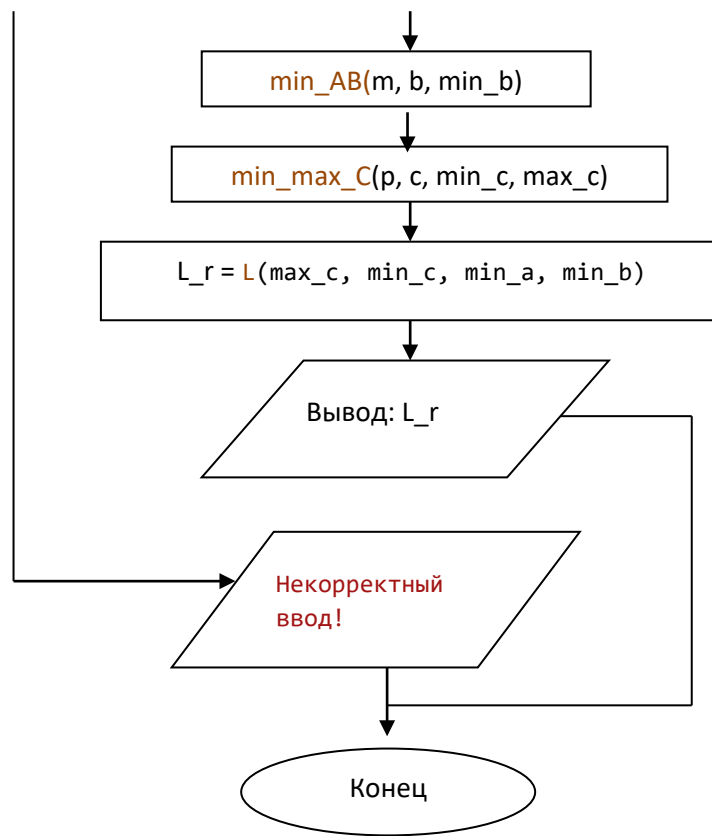 min_AB(m, b, min_b)
min_max_C(p, c, min_c, max_c)
L_r = L(max_c, min_c, min_a, min_b)
Вывод: L_r
Некорректный
ввод!
Конец